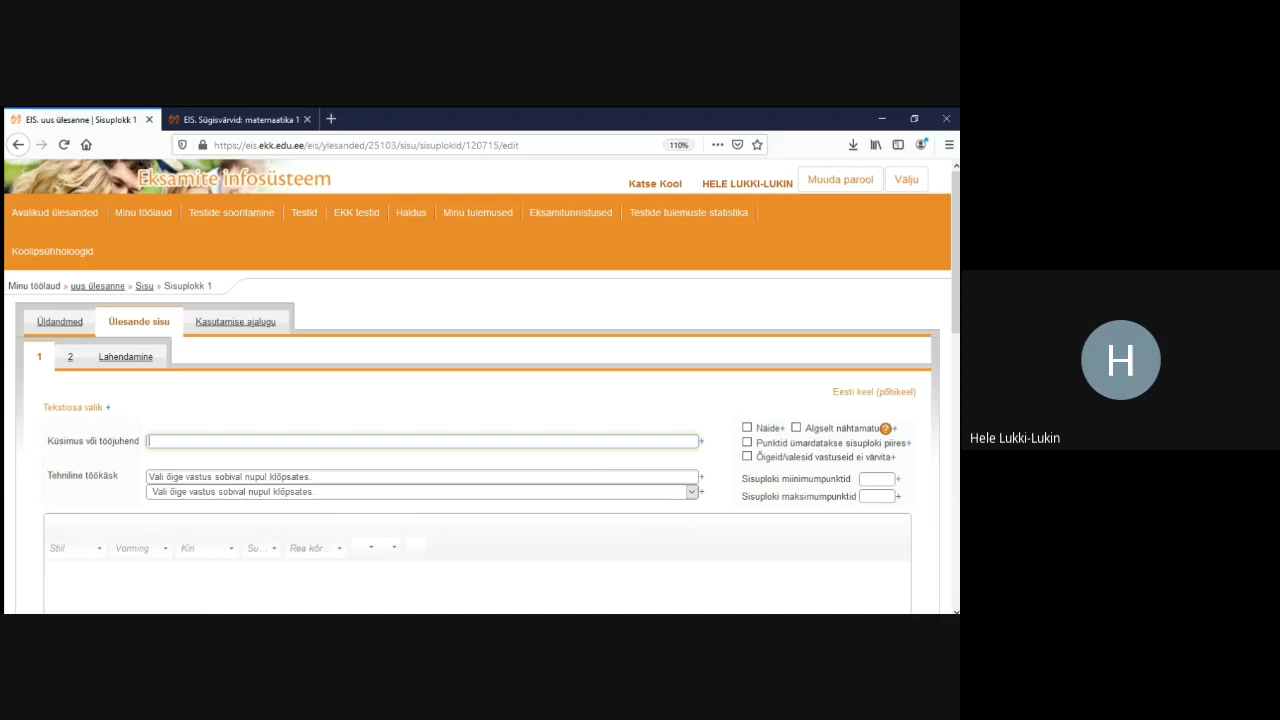 EIS. uus ülesanne | Sisuplokk 1
EIS. Sügisvärvid: maternaatika 1
https://eis.ekk.edu.ee/eis/ylesanded/25103/sisu/sisuplokid/120715/edit
110%
Eksamite infosüsteem
Katse Kool
HELE LUKKI-LUKIN
Muuda parool
Välju
Avalikud ülesanded
Minu töölaud
Testide sooritamine
Testid
EKK testid
Haldus
Minu tulemused
Eksamitunnistused
Testide tulemuste statistika
Koolipsühholoogid
Minu töölaud » uus ülesanne » Sisu » Sisuplokk 1
Üldandmed
Ülesande sisu
Kasutamise ajalugu
1
2
Lahendamine
Eesti keel (põhikeel)
Tekstiosa valik +
Küsimus või tööjuhend
+
Näide+
Algselt nähtamatu ? +
Punktid ümardatakse sisuploki piires+
Õigeid/valesid vastuseid ei värvita+
Tehniline töökäsk
Vali õige vastus sobival nupul klõpsates.
+
Vali õige vastus sobival nupul klõpsates.
+
Sisuploki miinimumpunktid
+
Sisuploki maksimumpunktid
+
Stiil
Vorming
Kiri
Su...
Rea kõr...
H
Hele Lukki-Lukin